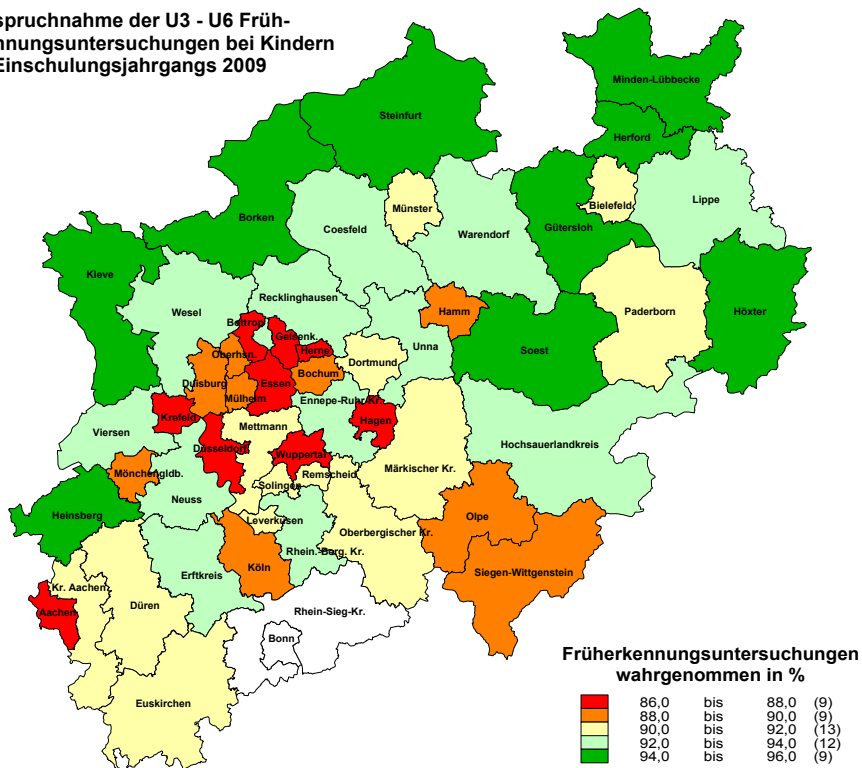 spruchnahme der U3 - U6 Früh-
nnungsuntersuchungen bei Kindern
Einschulungsjahrgangs 2009
Minden-Lübbecke
Steinfurt
Herford
Lippe
Bielefeld
Münster
Borken
Coesfeld
Warendorf
Gütersloh
Kleve
Wesel
Recklinghausen
Hamm
Paderborn
Höxter
Bottrop
Gelsenk.
Herne
Unna
Soest
Oberhsn.
Dortmund
Bochum
Duisburg
Essen
Mülheim
Ennepe-Ruhr-Kr.
Krefeld
Hagen
Viersen
Mettmann
Düsseldorf
Wuppertal
Hochsauerlandkreis
Märkischer Kr.
Mönchengldb.
Remscheid
Solingen
Neuss
Heinsberg
Leverkusen
Olpe
Oberbergischer Kr.
Rhein.-Berg. Kr.
Köln
Erftkreis
Siegen-Wittgenstein
Kr. Aachen
Düren
Aachen
Rhein-Sieg-Kr.
Bonn
Euskirchen
Früherkennungsuntersuchungen
wahrgenommen in %
86,0 bis 88,0 (9)
88,0 bis 90,0 (9)
90,0 bis 92,0 (13)
92,0 bis 94,0 (12)
94,0 bis 96,0 (9)